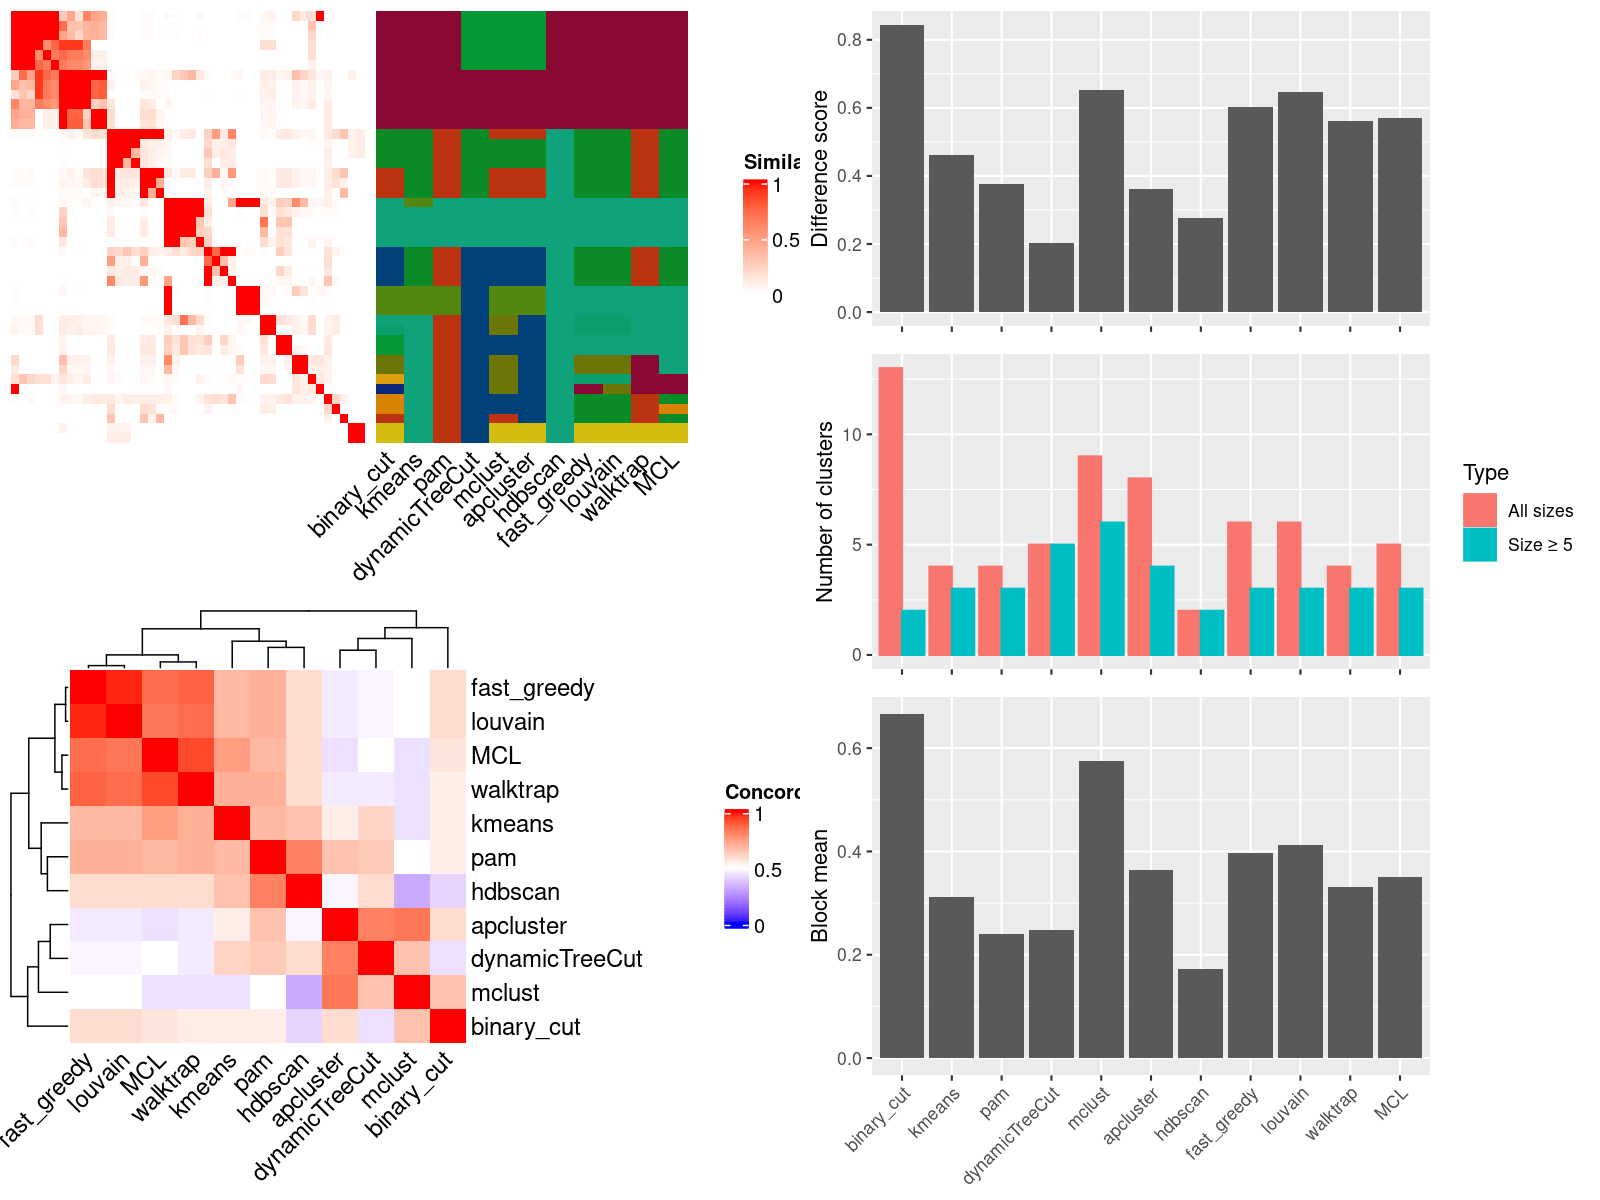 Simila
1
0.5
0
binary_cut
kmeans
pam
dynamicTreeCut
mclust
apcluster
hdbscan
fast_greedy
louvain
walktrap
MCL
fast_greedy
louvain
MCL
walktrap
kmeans
pam
hdbscan
apcluster
dynamicTreeCut
mclust
binary_cut
fast_greedy
louvain
MCL
walktrap
kmeans
pam
hdbscan
apcluster
dynamicTreeCut
mclust
binary_cut
Concord
1
0.5
0
Difference score
0.8
0.6
0.4
0.2
0.0
Number of clusters
10
5
0
Type
All sizes
Size ≥ 5
Block mean
0.6
0.4
0.2
0.0
binary_cut
kmeans
pam
dynamicTreeCut
mclust
apcluster
hdbscan
fast_greedy
louvain
walktrap
MCL